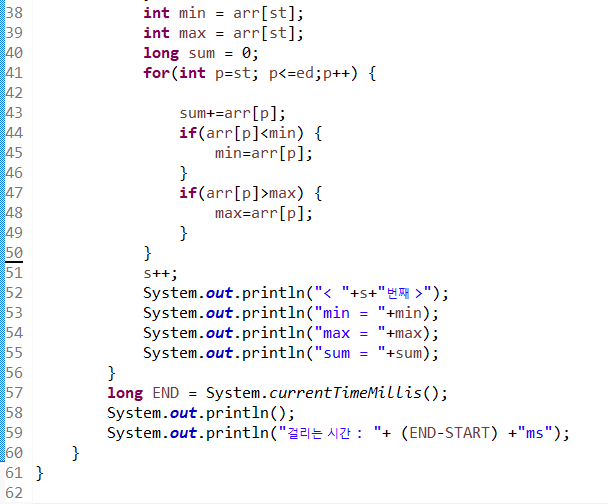 38 int min = arr[st];
39 int max = arr[st];
40 long sum = 0;
41 for(int p=st; p<=ed;p++) {
42
43 sum+=arr[p];
44 if(arr[p]<min) {
45 min=arr[p];
46 }
47 if(arr[p]>max) {
48 max=arr[p];
49 }
50 }
51 s++;
52 System.out.println("< "+s+"번째 >");
53 System.out.println("min = "+min);
54 System.out.println("max = "+max);
55 System.out.println("sum = "+sum);
56 }
57 long END = System.currentTimeMillis();
58 System.out.println();
59 System.out.println("걸리는 시간 : "+ (END-START) +"ms");
60 }
61 }
62